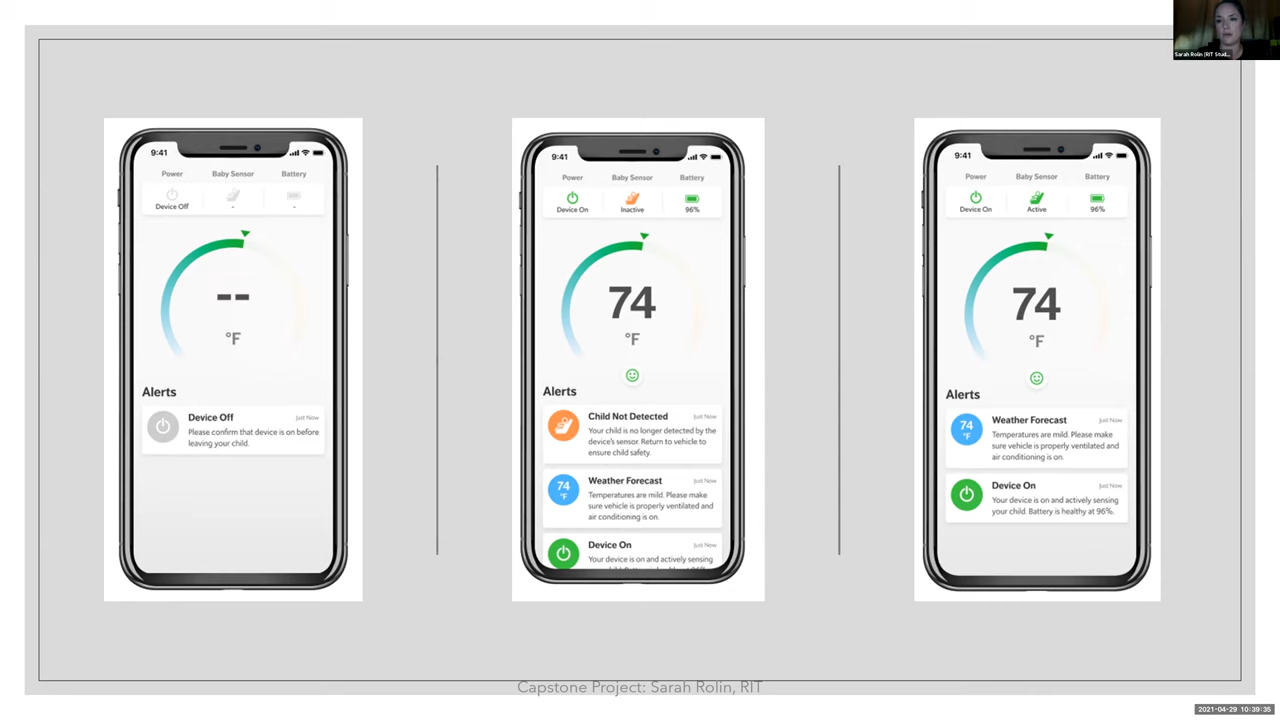 Sarah Rolin (RIT Stud...
9:41
Power Baby Sensor Battery
Device Off - -
--
°F
Alerts
Device Off Just Now
Please confirm that device is on before
leaving your child.
9:41
Power Baby Sensor Battery
Device On Inactive 96%
74
°F
Alerts
Child Not Detected Just Now
Your child is no longer detected by the
device's sensor. Return to vehicle to
ensure child safety.
74 °F
Weather Forecast Just Now
Temperatures are mild. Please make
sure vehicle is properly ventilated and
air conditioning is on.
Device On Just Now
Your device is on and actively sensing
9:41
Power Baby Sensor Battery
Device On Active 96%
74
°F
Alerts
74 °F
Weather Forecast Just Now
Temperatures are mild. Please make
sure vehicle is properly ventilated and
air conditioning is on.
Device On Just Now
Your device is on and actively sensing
your child. Battery is healthy at 96%.
Capstone Project: Sarah Rolin, RIT
2021-04-29 10:39:35